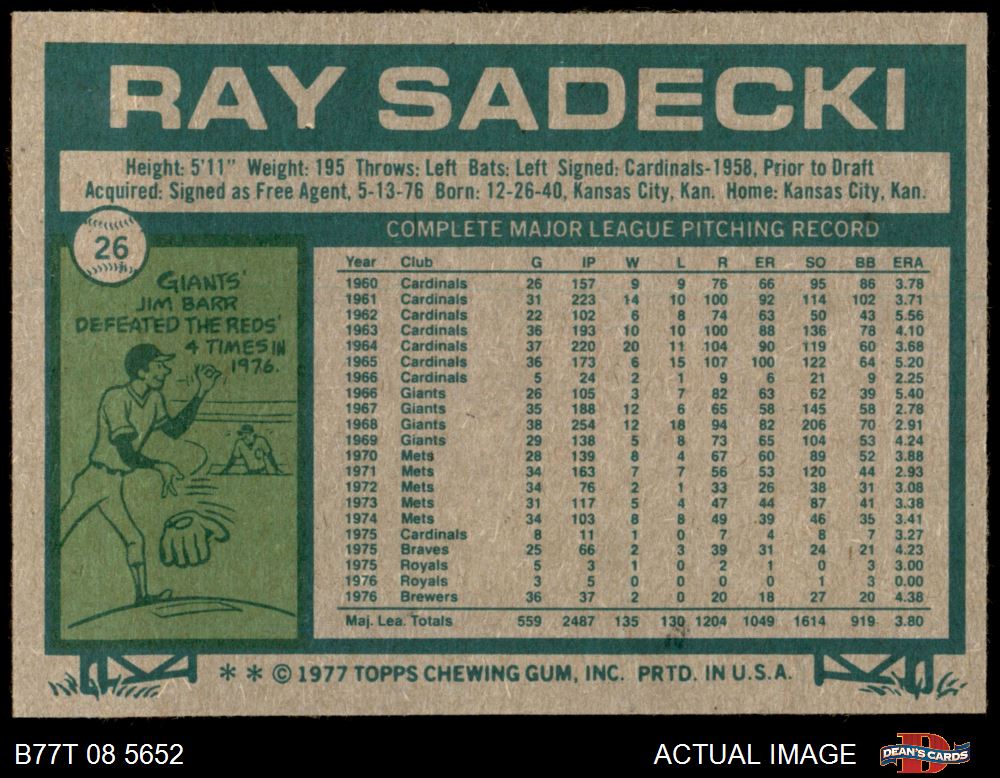 RAY SADECKI
Height: 5'11" Weight: 195 Throws: Left Bats: Left Signed: Cardinals-1958, Prior to Draft
Acquired: Signed as Free Agent, 5-13-76 Born: 12-26-40, Kansas City, Kan. Home: Kansas City, Kan.
26
GIANTS'
JIM BARR
DEFEATED THE REDS'
4 TIMES IN
1976.
COMPLETE MAJOR LEAGUE PITCHING RECORD
Year Club G IP W L R ER SO BB ERA
1960 Cardinals 26 157 9 9 76 66 95 86 3.78
1961 Cardinals 31 223 14 10 100 92 114 102 3.71
1962 Cardinals 22 102 6 8 74 63 50 43 5.56
1963 Cardinals 36 193 10 10 100 88 136 78 4.10
1964 Cardinals 37 220 20 11 104 90 119 60 3.68
1965 Cardinals 36 173 6 15 107 100 122 64 5.20
1966 Cardinals 5 24 2 1 9 6 21 9 2.25
1966 Giants 26 105 3 7 82 63 62 39 5.40
1967 Giants 35 188 12 6 65 58 145 58 2.78
1968 Giants 38 254 12 18 94 82 206 70 2.91
1969 Giants 29 138 5 8 73 65 104 53 4.24
1970 Mets 28 139 8 4 67 60 89 52 3.88
1971 Mets 34 163 7 7 56 53 120 44 2.93
1972 Mets 34 76 2 1 33 26 38 31 3.08
1973 Mets 31 117 5 4 47 44 87 41 3.38
1974 Mets 34 103 8 8 49 39 46 35 3.41
1975 Cardinals 8 11 1 0 7 4 8 7 3.27
1975 Braves 25 66 2 3 39 31 24 21 4.23
1975 Royals 5 3 1 0 2 1 0 3 3.00
1976 Royals 3 5 0 0 0 0 1 3 0.00
1976 Brewers 36 37 2 0 20 18 27 20 4.38
Maj. Lea. Totals 559 2487 135 130 1204 1049 1614 919 3.80
* * © 1977 TOPPS CHEWING GUM, INC. PRTD. IN U.S.A.
B77T 08 5652
ACTUAL IMAGE
D
DEAN'S CARDS